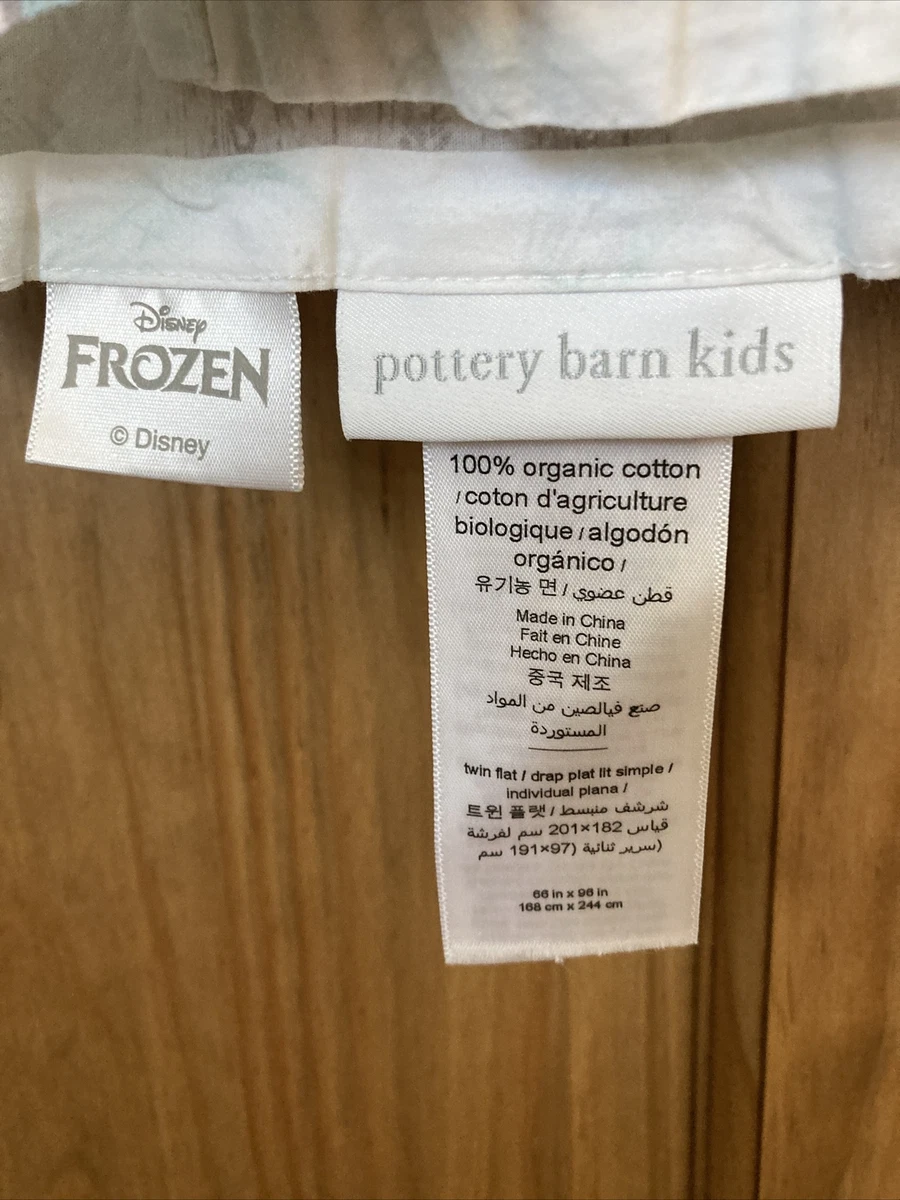 Disney
FROZEN
© Disney
pottery barn kids
100% organic cotton
/ coton d'agriculture
biologique / algodón
orgánico /
유기농 면 / قطن عضوي
Made in China
Fait en Chine
Hecho en China
중국 제조
صنع فيالصين من المواد
المستوردة
twin flat / drap plat lit simple /
individual plana /
트윈 플랫 / شرشف منبسط
قياس 182×201 سم لفرشة
(سرير ثنائية (97×191 سم
66 in x 96 in
168 cm x 244 cm